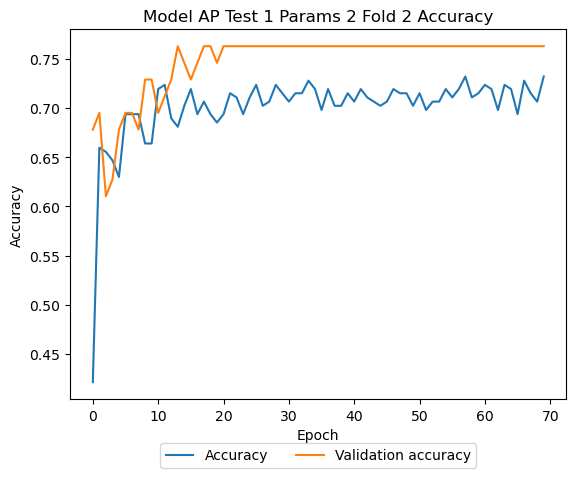 Model AP Test 1 Params 2 Fold 2 Accuracy
Accuracy
0.75
0.70
0.65
0.60
0.55
0.50
0.45
0 10 20 30 40 50 60 70
Epoch
Accuracy Validation accuracy